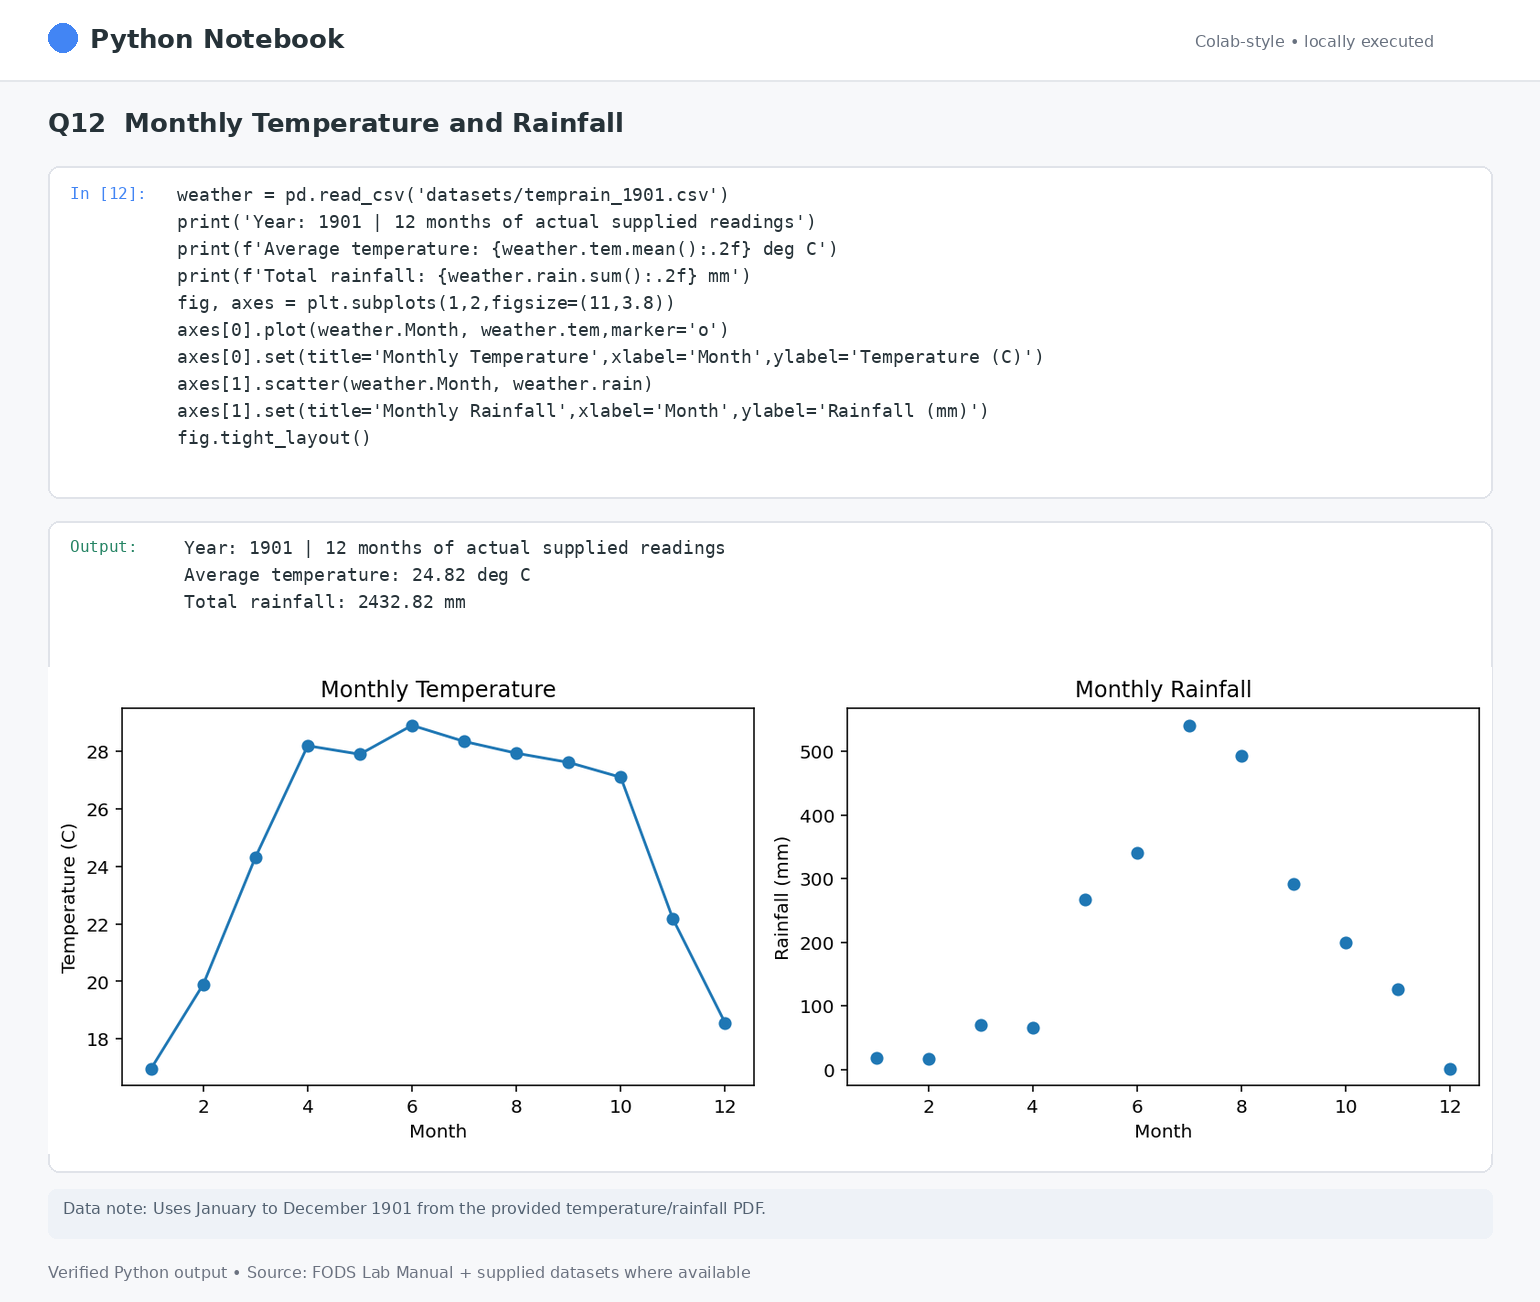 Python Notebook
Colab-style • locally executed
Q12  Monthly Temperature and Rainfall
In [12]:
weather = pd.read_csv('datasets/temprain_1901.csv')
print('Year: 1901 | 12 months of actual supplied readings')
print(f'Average temperature: {weather.tem.mean():.2f} deg C')
print(f'Total rainfall: {weather.rain.sum():.2f} mm')
fig, axes = plt.subplots(1,2,figsize=(11,3.8))
axes[0].plot(weather.Month, weather.tem,marker='o')
axes[0].set(title='Monthly Temperature',xlabel='Month',ylabel='Temperature (C)')
axes[1].scatter(weather.Month, weather.rain)
axes[1].set(title='Monthly Rainfall',xlabel='Month',ylabel='Rainfall (mm)')
fig.tight_layout()
Output:
Year: 1901 | 12 months of actual supplied readings
Average temperature: 24.82 deg C
Total rainfall: 2432.82 mm
Monthly Temperature
Temperature (C)
28
26
24
22
20
18
2 4 6 8 10 12
Month
Monthly Rainfall
Rainfall (mm)
500
400
300
200
100
0
2 4 6 8 10 12
Month
Data note: Uses January to December 1901 from the provided temperature/rainfall PDF.
Verified Python output • Source: FODS Lab Manual + supplied datasets where available